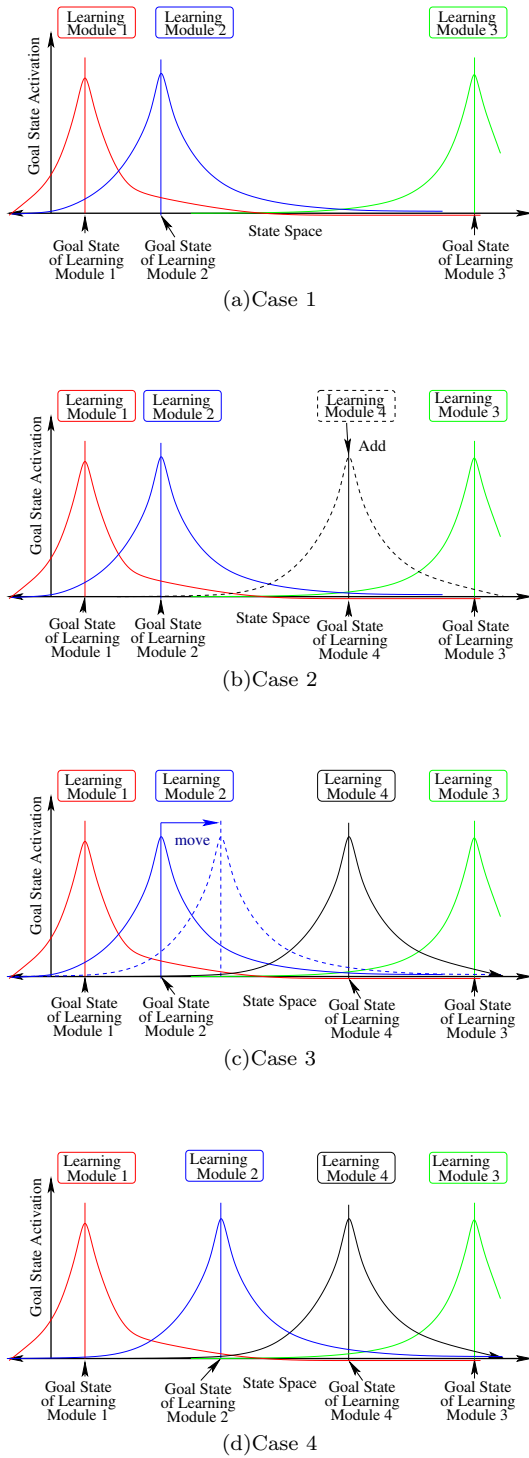 Learning
Module 1
Learning
Module 2
Learning
Module 3
Goal State Activation
State Space
Goal State
of Learning
Module 1
Goal State
of Learning
Module 2
Goal State
of Learning
Module 3
(a)Case 1
Learning
Module 1
Learning
Module 2
Learning
Module 4
Learning
Module 3
Add
Goal State Activation
State Space
Goal State
of Learning
Module 1
Goal State
of Learning
Module 2
Goal State
of Learning
Module 4
Goal State
of Learning
Module 3
(b)Case 2
Learning
Module 1
Learning
Module 2
Learning
Module 4
Learning
Module 3
move
Goal State Activation
State Space
Goal State
of Learning
Module 1
Goal State
of Learning
Module 2
Goal State
of Learning
Module 4
Goal State
of Learning
Module 3
(c)Case 3
Learning
Module 1
Learning
Module 2
Learning
Module 4
Learning
Module 3
Goal State Activation
State Space
Goal State
of Learning
Module 1
Goal State
of Learning
Module 2
Goal State
of Learning
Module 4
Goal State
of Learning
Module 3
(d)Case 4